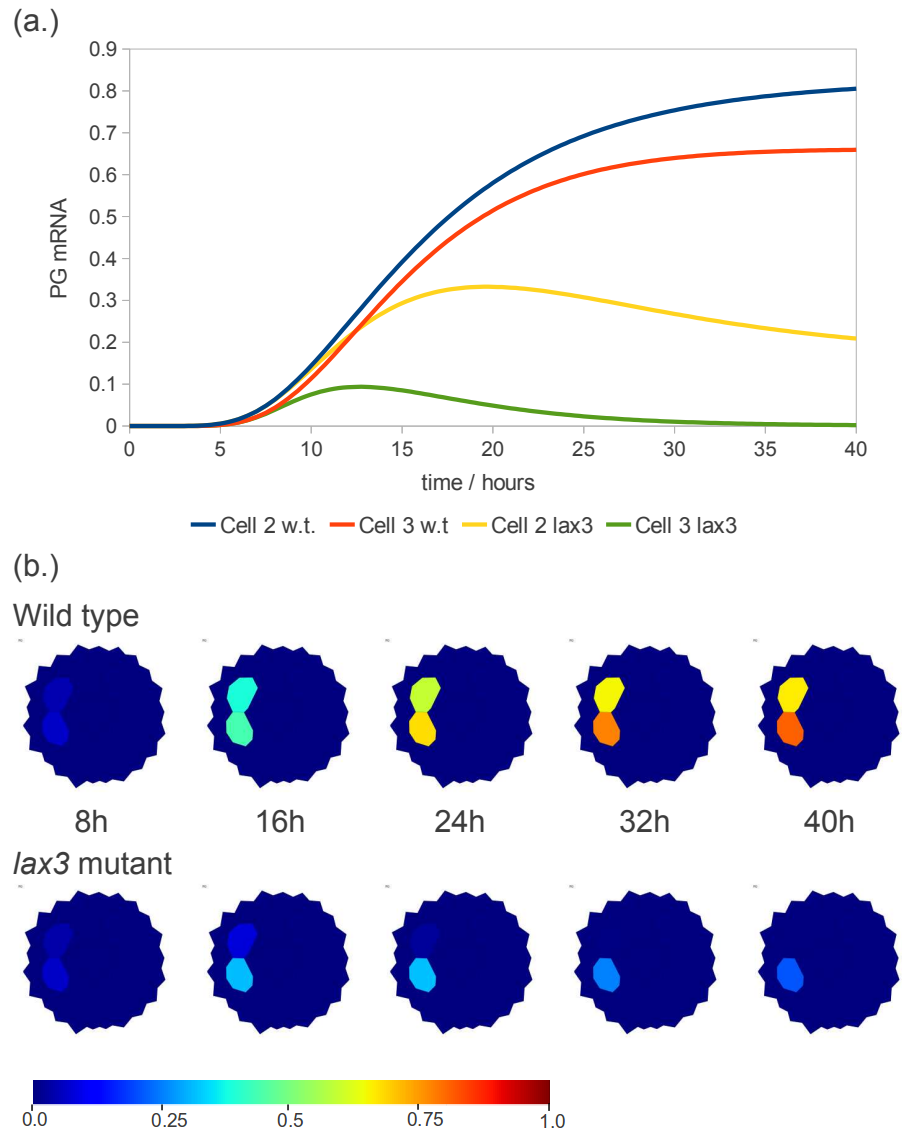 (a.)
0.9
0.8
0.7
0.6
0.5
0.4
0.3
0.2
0.1
0
PG mRNA
0 5 10 15 20 25 30 35 40
time / hours
Cell 2 w.t. Cell 3 w.t Cell 2 lax3 Cell 3 lax3
(b.)
Wild type
8h 16h 24h 32h 40h
lax3 mutant
0.0 0.25 0.5 0.75 1.0